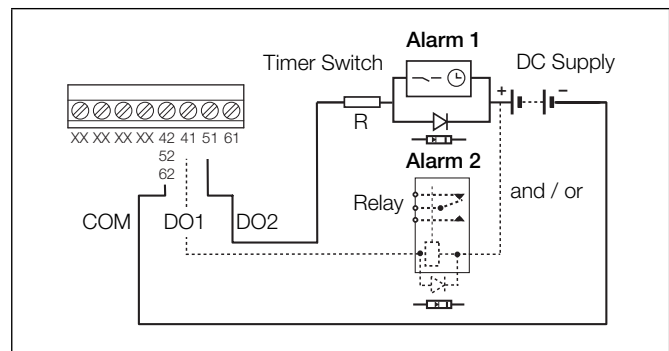 Alarm 1
Timer Switch
DC Supply
+
−
R
XX XX XX XX 42 41 51 61
52
62
Alarm 2
Relay
and / or
COM
DO1
DO2